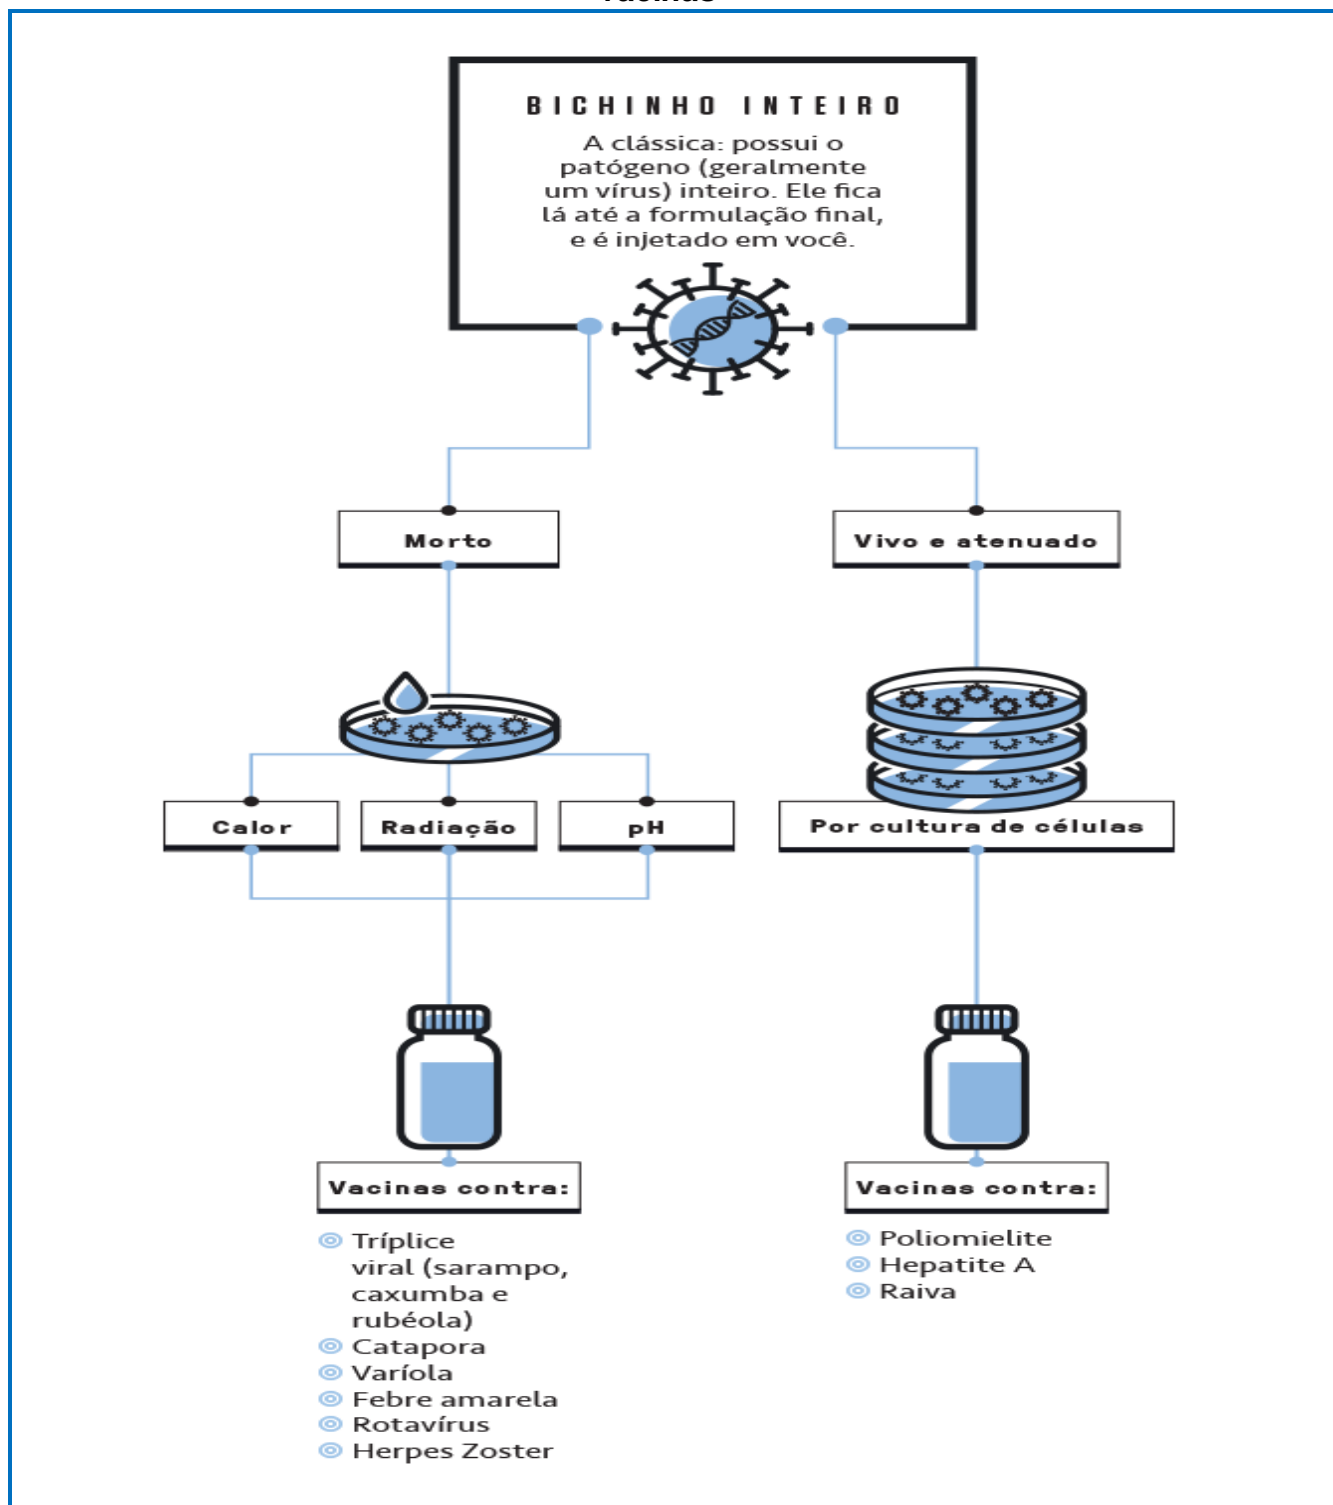 Vacinas
BICHINHO INTEIRO
A clássica: possui o
patógeno (geralmente
um vírus) inteiro. Ele fica
lá até a formulação final,
e é injetado em você.
Morto
Vivo e atenuado
Calor
Radiação
pH
Por cultura de células
Vacinas contra:
Tríplice
viral (sarampo,
caxumba e
rubéola)
Catapora
Varíola
Febre amarela
Rotavírus
Herpes Zoster
Vacinas contra:
Poliomielite
Hepatite A
Raiva